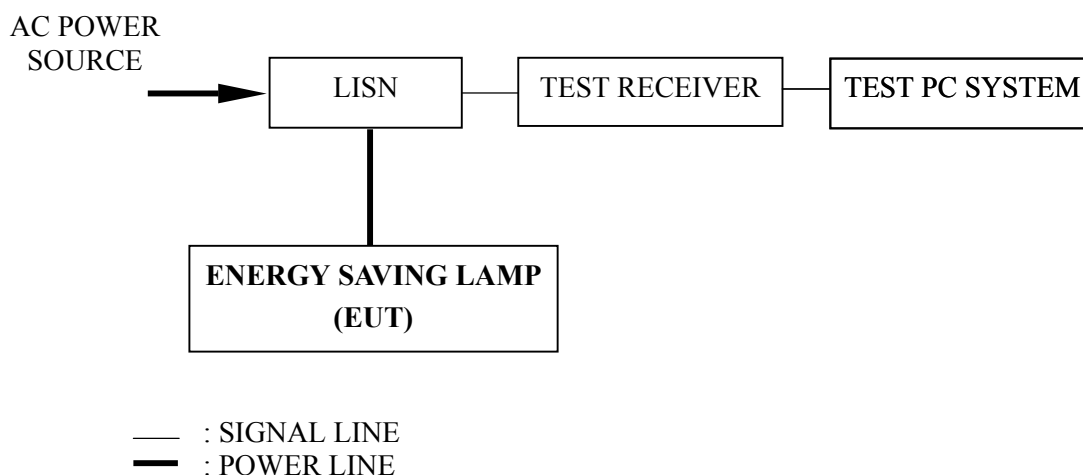 AC POWER
SOURCE
LISN
TEST RECEIVER
TEST PC SYSTEM
ENERGY SAVING LAMP
(EUT)
: SIGNAL LINE
: POWER LINE